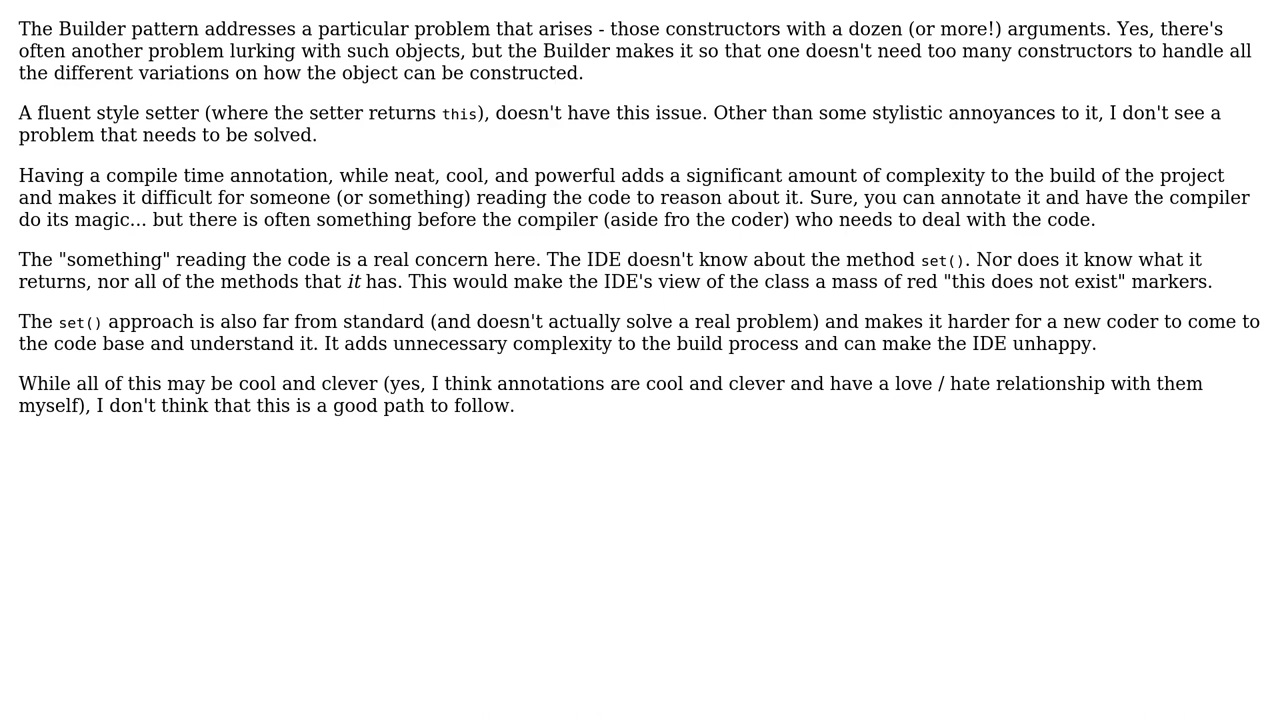 The Builder pattern addresses a particular problem that arises - those constructors with a dozen (or more!) arguments. Yes, there's
often another problem lurking with such objects, but the Builder makes it so that one doesn't need too many constructors to handle all
the different variations on how the object can be constructed.
A fluent style setter (where the setter returns this), doesn't have this issue. Other than some stylistic annoyances to it, I don't see a
problem that needs to be solved.
Having a compile time annotation, while neat, cool, and powerful adds a significant amount of complexity to the build of the project
and makes it difficult for someone (or something) reading the code to reason about it. Sure, you can annotate it and have the compiler
do its magic... but there is often something before the compiler (aside fro the coder) who needs to deal with the code.
The "something" reading the code is a real concern here. The IDE doesn't know about the method set(). Nor does it know what it
returns, nor all of the methods that it has. This would make the IDE's view of the class a mass of red "this does not exist" markers.
The set() approach is also far from standard (and doesn't actually solve a real problem) and makes it harder for a new coder to come to
the code base and understand it. It adds unnecessary complexity to the build process and can make the IDE unhappy.
While all of this may be cool and clever (yes, I think annotations are cool and clever and have a love / hate relationship with them
myself), I don't think that this is a good path to follow.